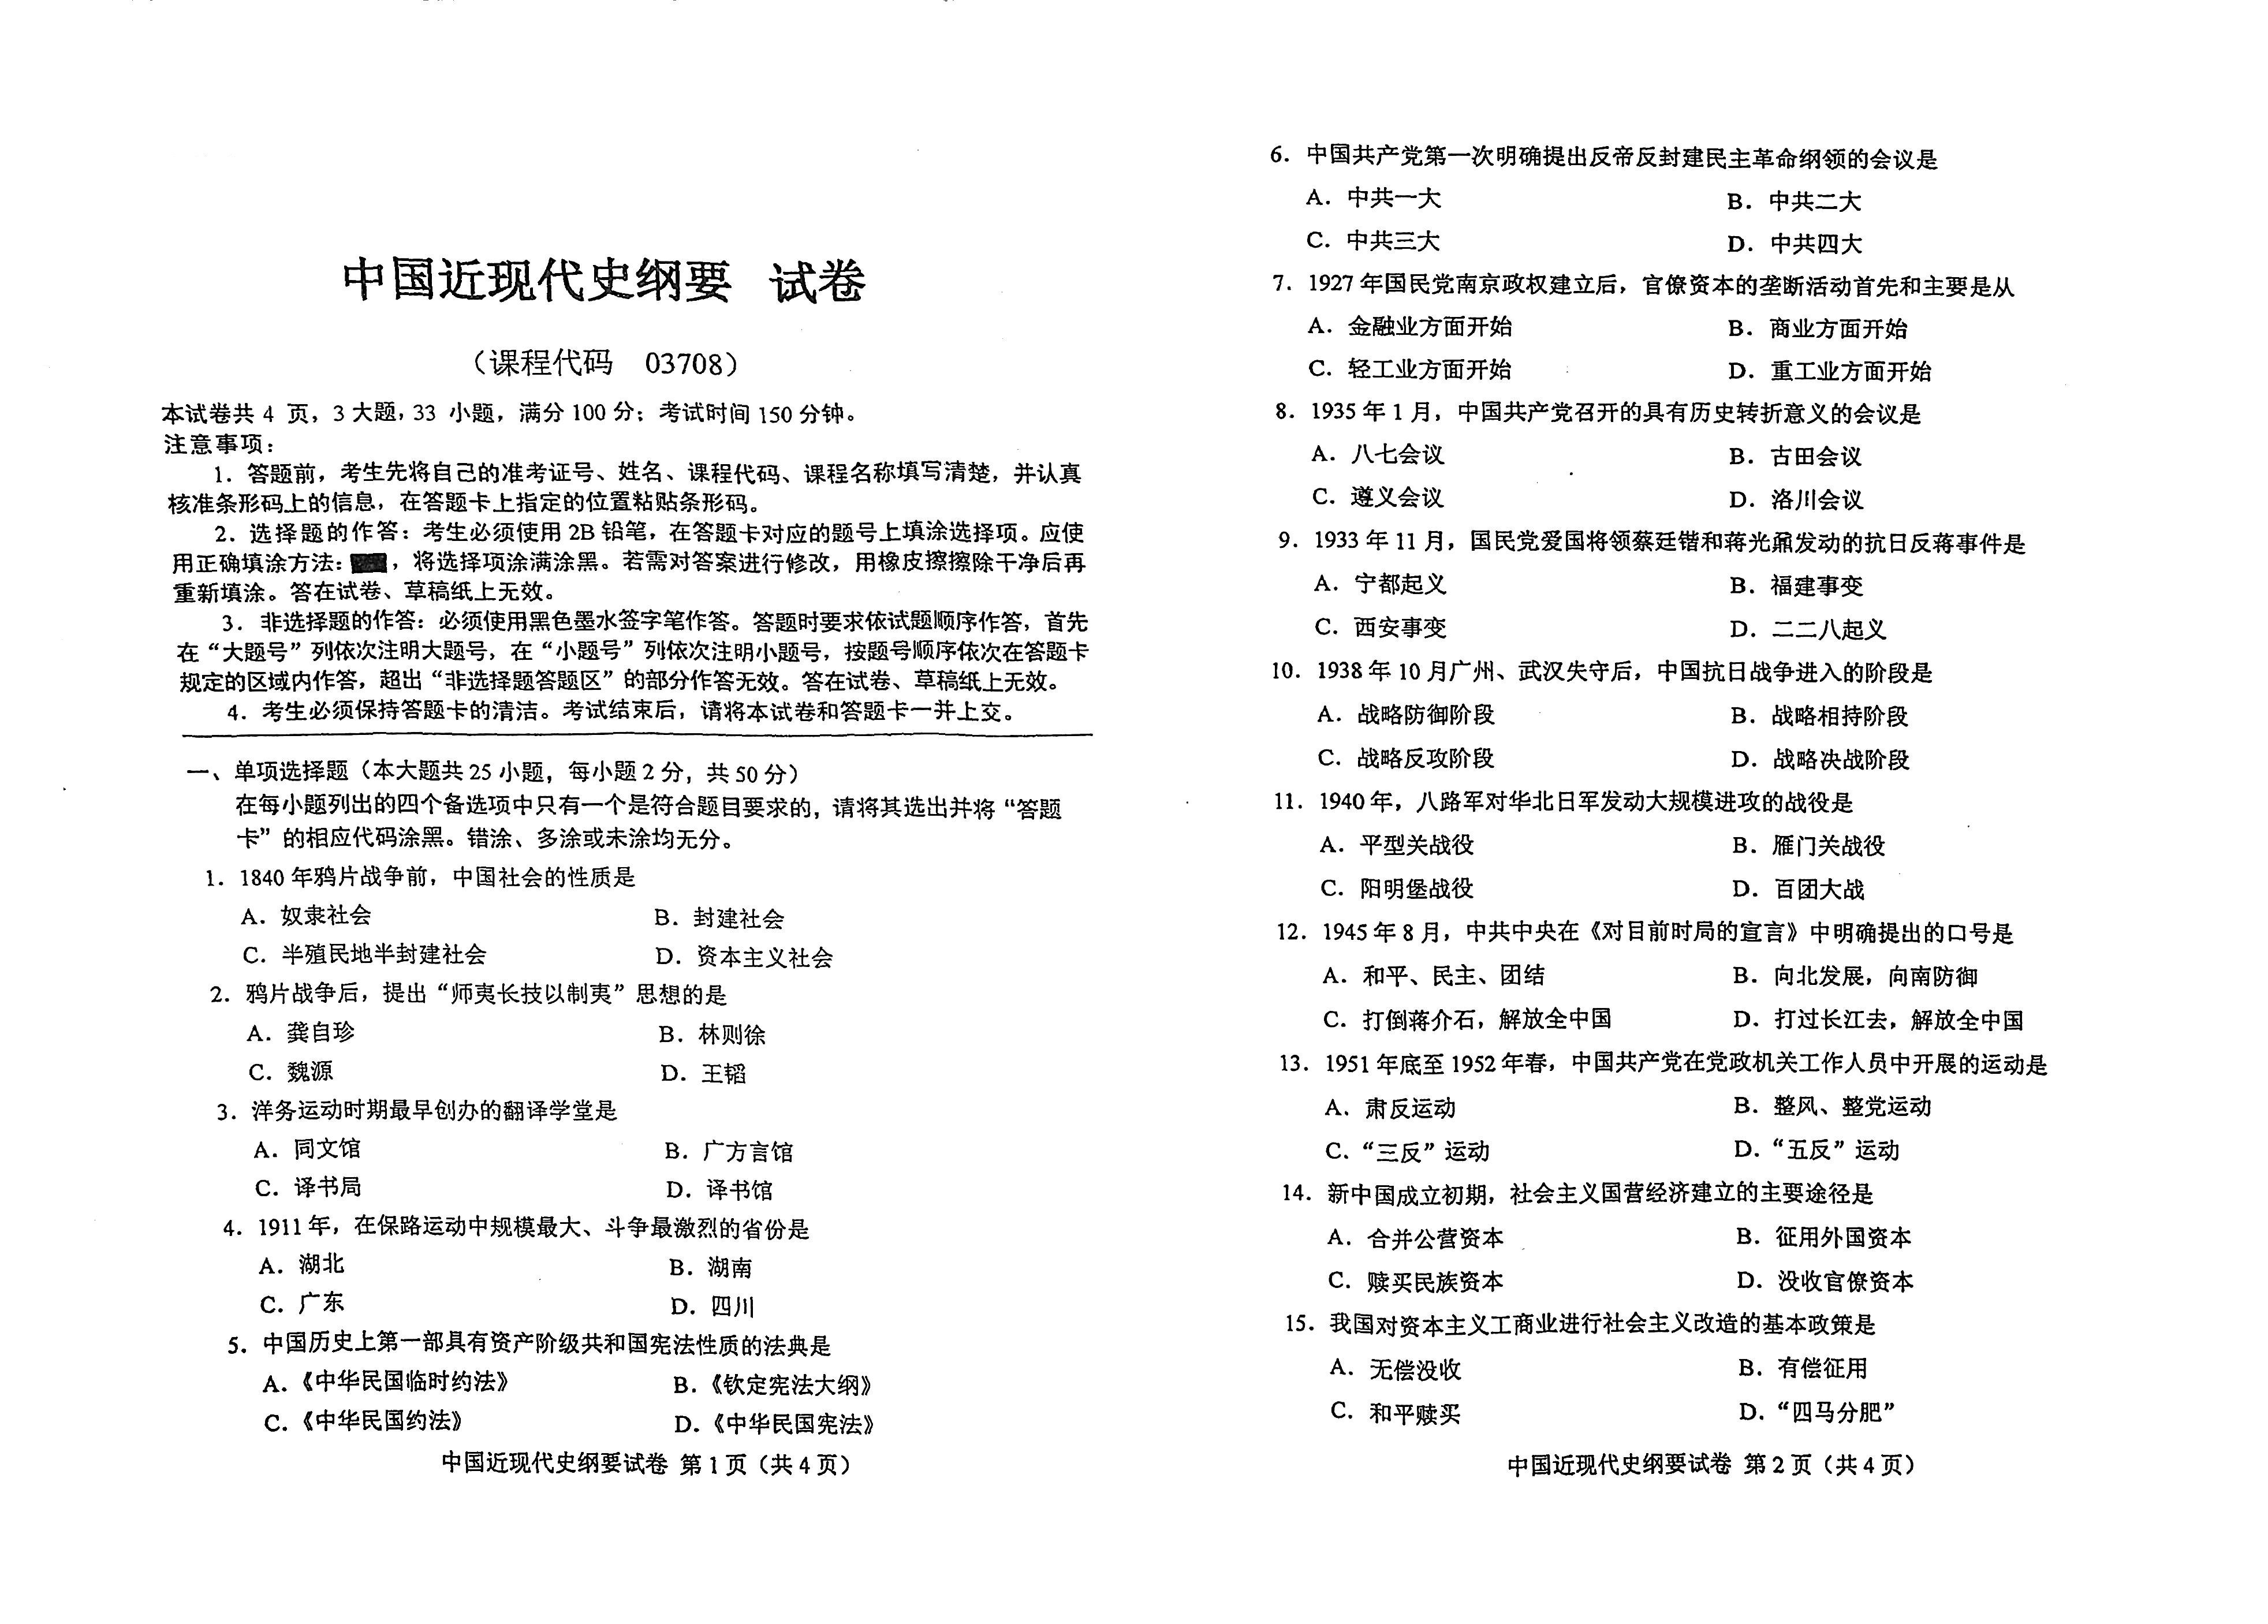 中国近现代史纲要 试卷
（课程代码 03708）
本试卷共 4 页，3 大题，33 小题，满分 100 分；考试时间 150 分钟。
注意事项：
1．答题前，考生先将自己的准考证号、姓名、课程代码、课程名称填写清楚，并认真
核准条形码上的信息，在答题卡上指定的位置粘贴条形码。
2．选择题的作答：考生必须使用 2B 铅笔，在答题卡对应的题号上填涂选择项。应使
用正确填涂方法：，将选择项涂满涂黑。若需对答案进行修改，用橡皮擦擦除干净后再
重新填涂。答在试卷、草稿纸上无效。
3．非选择题的作答：必须使用黑色墨水签字笔作答。答题时要求依试题顺序作答，首先
在“大题号”列依次注明大题号，在“小题号”列依次注明小题号，按题号顺序依次在答题卡
规定的区域内作答，超出“非选择题答题区”的部分作答无效。答在试卷、草稿纸上无效。
4．考生必须保持答题卡的清洁。考试结束后，请将本试卷和答题卡一并上交。
一、单项选择题（本大题共 25 小题，每小题 2 分，共 50 分）
在每小题列出的四个备选项中只有一个是符合题目要求的，请将其选出并将“答题
卡”的相应代码涂黑。错涂、多涂或未涂均无分。
1．1840 年鸦片战争前，中国社会的性质是
A．奴隶社会 B．封建社会
C．半殖民地半封建社会 D．资本主义社会
2．鸦片战争后，提出“师夷长技以制夷”思想的是
A．龚自珍 B．林则徐
C．魏源 D．王韬
3．洋务运动时期最早创办的翻译学堂是
A．同文馆 B．广方言馆
C．译书局 D．译书馆
4．1911 年，在保路运动中规模最大、斗争最激烈的省份是
A．湖北 B．湖南
C．广东 D．四川
5．中国历史上第一部具有资产阶级共和国宪法性质的法典是
A．《中华民国临时约法》 B．《钦定宪法大纲》
C．《中华民国约法》 D．《中华民国宪法》
中国近现代史纲要试卷 第 1 页（共 4 页）
6．中国共产党第一次明确提出反帝反封建民主革命纲领的会议是
A．中共一大 B．中共二大
C．中共三大 D．中共四大
7．1927 年国民党南京政权建立后，官僚资本的垄断活动首先和主要是从
A．金融业方面开始 B．商业方面开始
C．轻工业方面开始 D．重工业方面开始
8．1935 年 1 月，中国共产党召开的具有历史转折意义的会议是
A．八七会议 B．古田会议
C．遵义会议 D．洛川会议
9．1933 年 11 月，国民党爱国将领蔡廷锴和蒋光鼐发动的抗日反蒋事件是
A．宁都起义 B．福建事变
C．西安事变 D．二二八起义
10．1938 年 10 月广州、武汉失守后，中国抗日战争进入的阶段是
A．战略防御阶段 B．战略相持阶段
C．战略反攻阶段 D．战略决战阶段
11．1940 年，八路军对华北日军发动大规模进攻的战役是
A．平型关战役 B．雁门关战役
C．阳明堡战役 D．百团大战
12．1945 年 8 月，中共中央在《对目前时局的宣言》中明确提出的口号是
A．和平、民主、团结 B．向北发展，向南防御
C．打倒蒋介石，解放全中国 D．打过长江去，解放全中国
13．1951 年底至 1952 年春，中国共产党在党政机关工作人员中开展的运动是
A．肃反运动 B．整风、整党运动
C．“三反”运动 D．“五反”运动
14．新中国成立初期，社会主义国营经济建立的主要途径是
A．合并公营资本 B．征用外国资本
C．赎买民族资本 D．没收官僚资本
15．我国对资本主义工商业进行社会主义改造的基本政策是
A．无偿没收 B．有偿征用
C．和平赎买 D．“四马分肥”
中国近现代史纲要试卷 第 2 页（共 4 页）